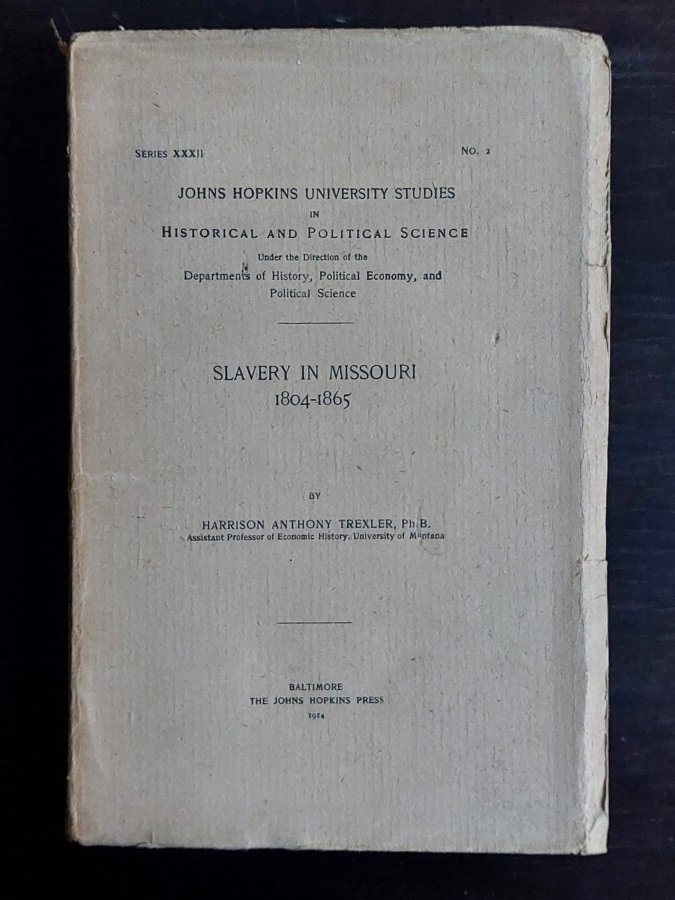 SERIES XXXII
NO. 2
JOHNS HOPKINS UNIVERSITY STUDIES
IN
HISTORICAL AND POLITICAL SCIENCE
Under the Direction of the
Departments of History, Political Economy, and
Political Science
SLAVERY IN MISSOURI
1804-1865
BY
HARRISON ANTHONY TREXLER, Ph.B.
Assistant Professor of Economic History, University of Montana
BALTIMORE
THE JOHNS HOPKINS PRESS
1914